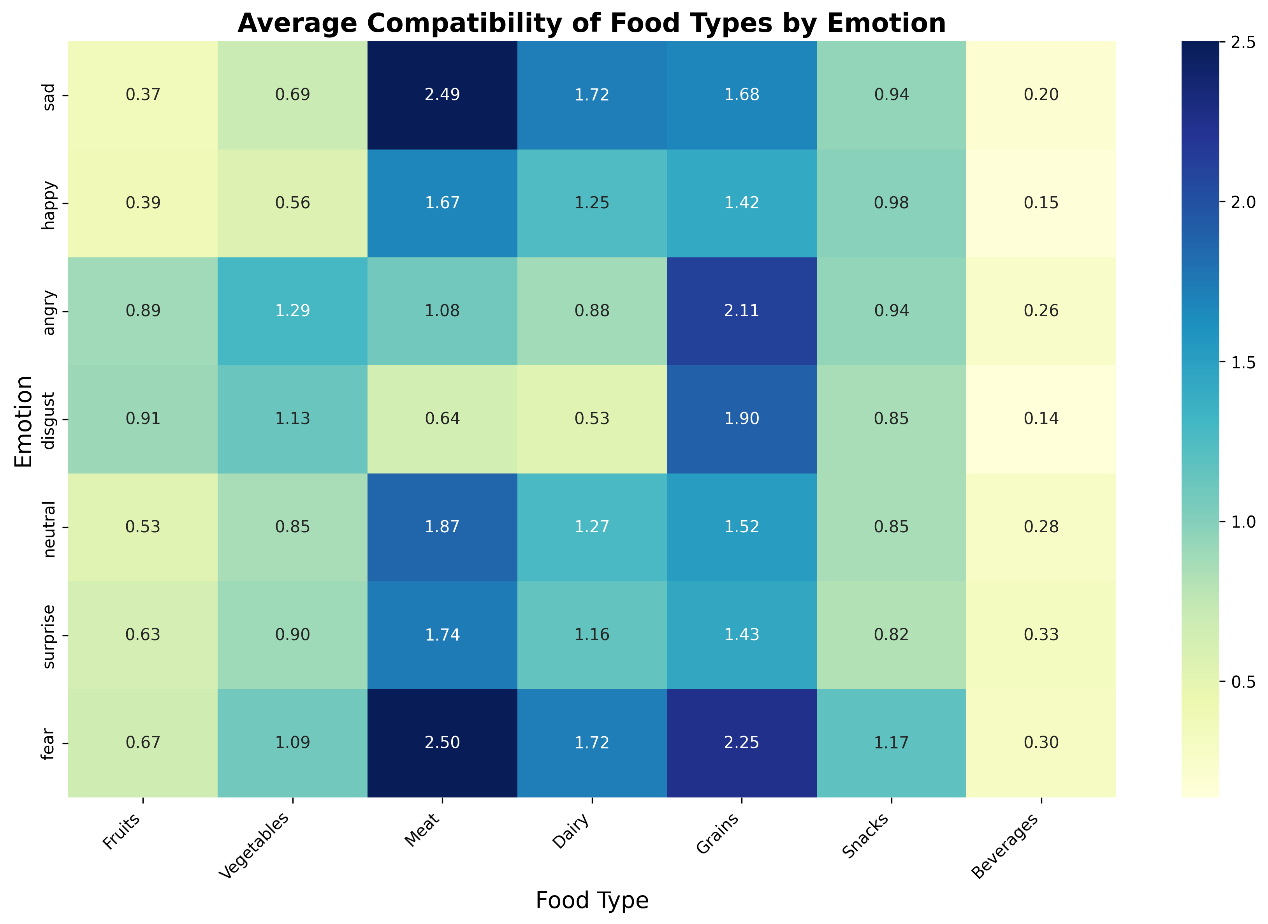 Average Compatibility of Food Types by Emotion
sad 0.37 0.69 2.49 1.72 1.68 0.94 0.20
happy 0.39 0.56 1.67 1.25 1.42 0.98 0.15
angry 0.89 1.29 1.08 0.88 2.11 0.94 0.26
disgust 0.91 1.13 0.64 0.53 1.90 0.85 0.14
neutral 0.53 0.85 1.87 1.27 1.52 0.85 0.28
surprise 0.63 0.90 1.74 1.16 1.43 0.82 0.33
fear 0.67 1.09 2.50 1.72 2.25 1.17 0.30
Emotion
Fruits Vegetables Meat Dairy Grains Snacks Beverages
Food Type
2.5
2.0
1.5
1.0
0.5